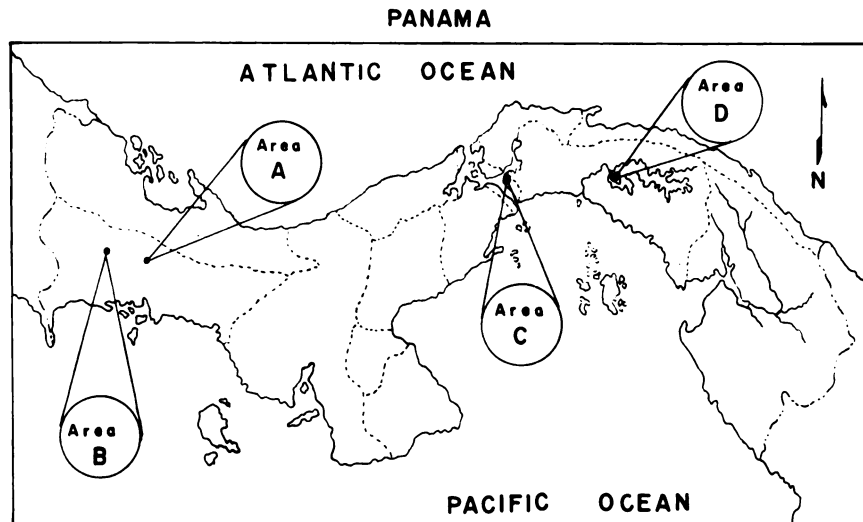 PANAMA
ATLANTIC OCEAN
Area
D
Area
A
N
Area
C
Area
B
PACIFIC OCEAN